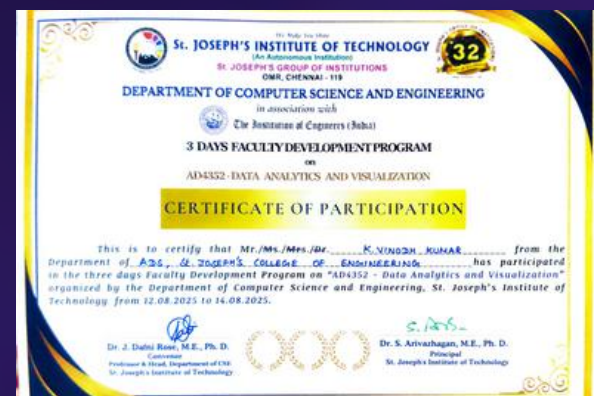 St. JOSEPH'S INSTITUTE OF TECHNOLOGY
(An Autonomous Institution)
St. JOSEPH'S GROUP OF INSTITUTIONS
OMR, CHENNAI - 119
32
DEPARTMENT OF COMPUTER SCIENCE AND ENGINEERING
in association with
The Institution of Engineers (India)
3 DAYS FACULTY DEVELOPMENT PROGRAM
on
AD4352 - DATA ANALYTICS AND VISUALIZATION
CERTIFICATE OF PARTICIPATION
This is to certify that Mr./Ms./Mrs./Dr. K. VINODH KUMAR from the
Department of ADS, St. JOSEPH'S COLLEGE OF ENGINEERING has participated
in the three days Faculty Development Program on "AD4352 - Data Analytics and Visualization"
organized by the Department of Computer Science and Engineering, St. Joseph's Institute of
Technology from 12.08.2025 to 14.08.2025.
Dr. J. Dafni Rose, M.E., Ph. D.
Convenor
Professor & Head, Department of CSE
St. Joseph's Institute of Technology
Dr. S. Arivazhagan, M.E., Ph. D.
Principal
St. Joseph's Institute of Technology